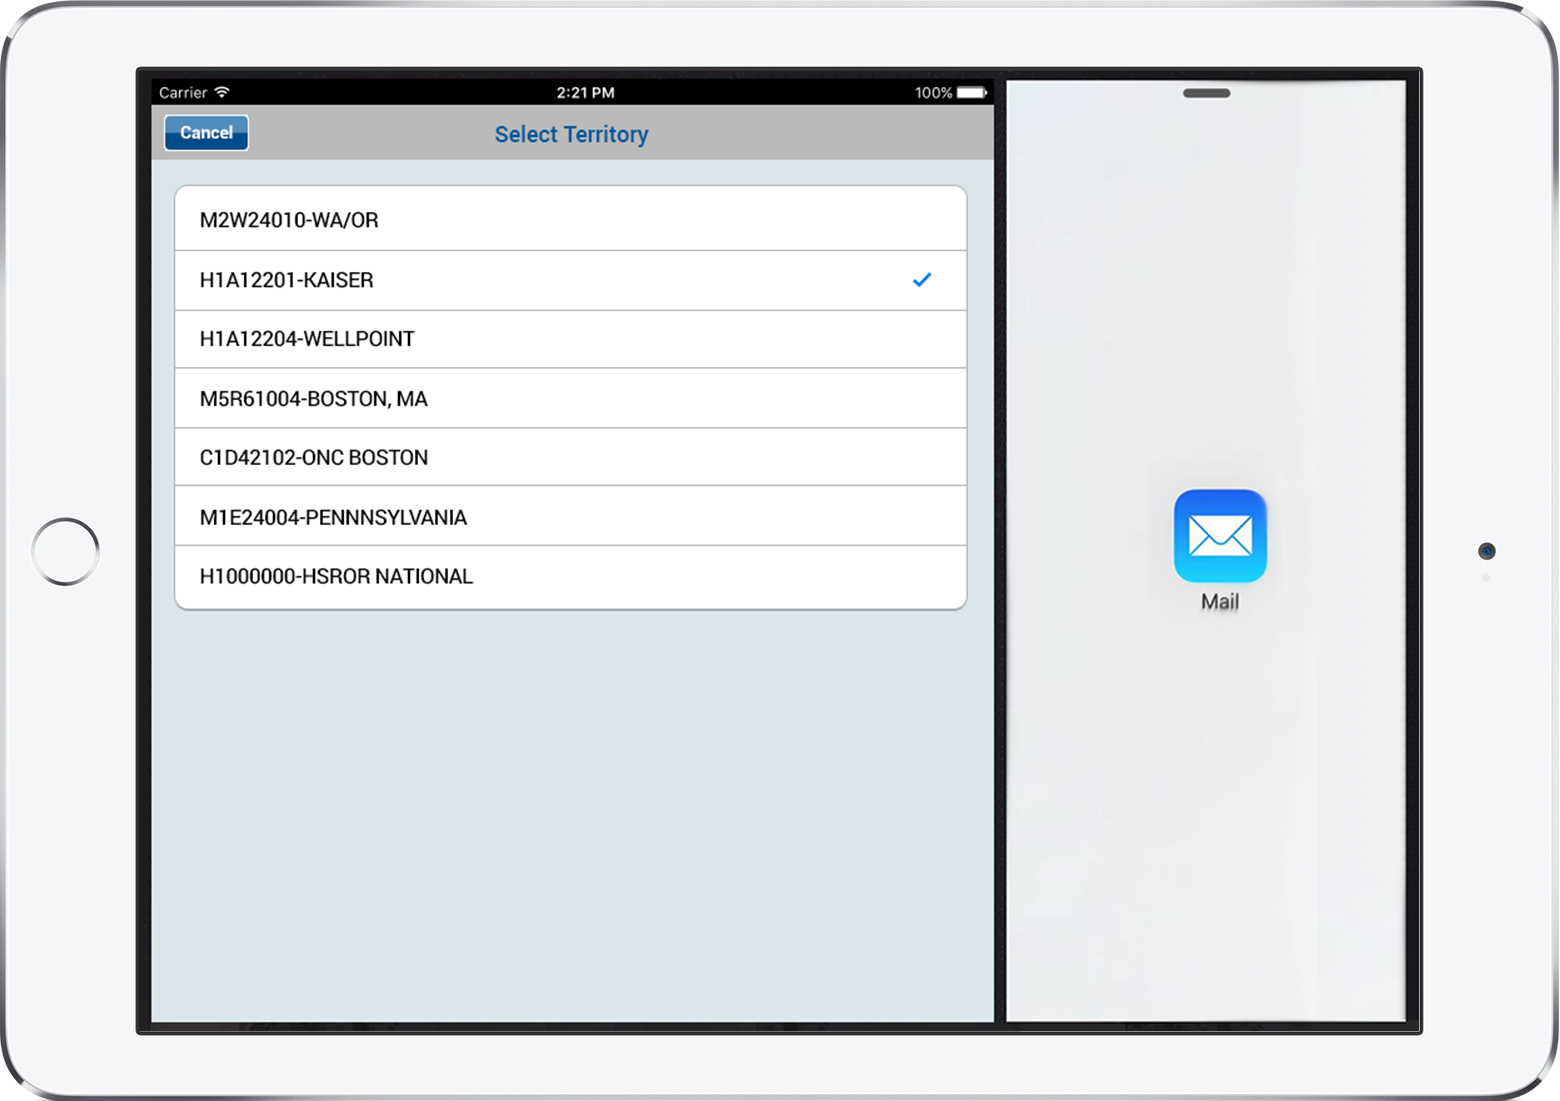 Carrier 2:21 PM 100%
Cancel Select Territory
M2W24010-WA/OR
H1A12201-KAISER
H1A12204-WELLPOINT
M5R61004-BOSTON, MA
C1D42102-ONC BOSTON
M1E24004-PENNNSYLVANIA
H1000000-HSROR NATIONAL
Mail